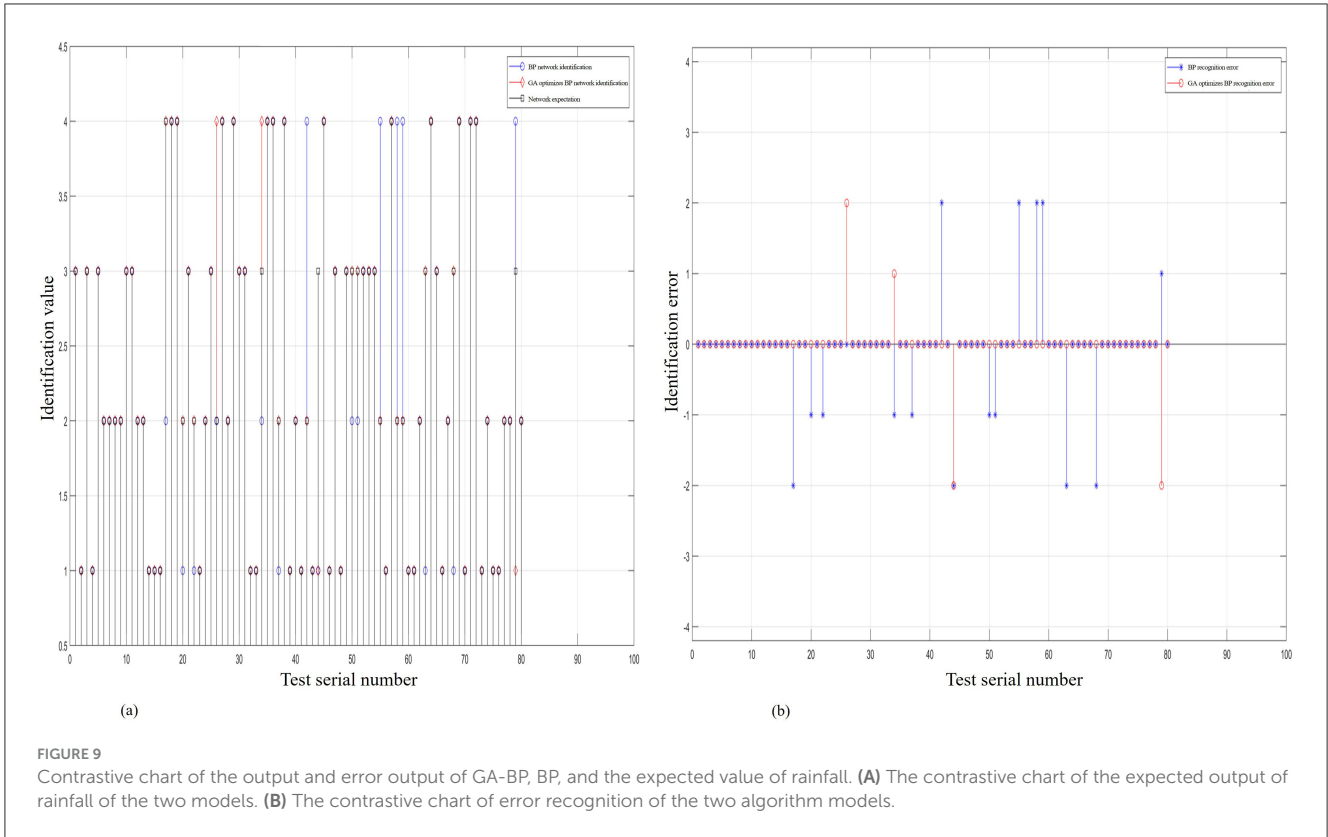 4.5
4
3.5
3
2.5
2
1.5
1
0.5
0 10 20 30 40 50 60 70 80 90 100
Identification value
Test serial number
BP network identification
GA optimizes BP network identification
Network expectation
(a)
4
3
2
1
0
-1
-2
-3
-4
0 10 20 30 40 50 60 70 80 90 100
Identification error
Test serial number
BP recognition error
GA optimizes BP recognition error
(b)
FIGURE 9
Contrastive chart of the output and error output of GA-BP, BP, and the expected value of rainfall. (A) The contrastive chart of the expected output of
rainfall of the two models. (B) The contrastive chart of error recognition of the two algorithm models.